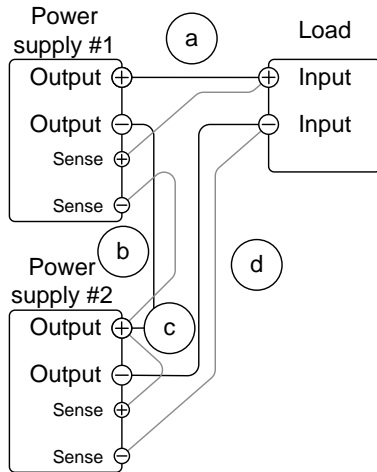 Power
supply #1
Load
a
Output
Output
Sense
Sense
Input
Input
b
d
Power
supply #2
c
Output
Output
Sense
Sense